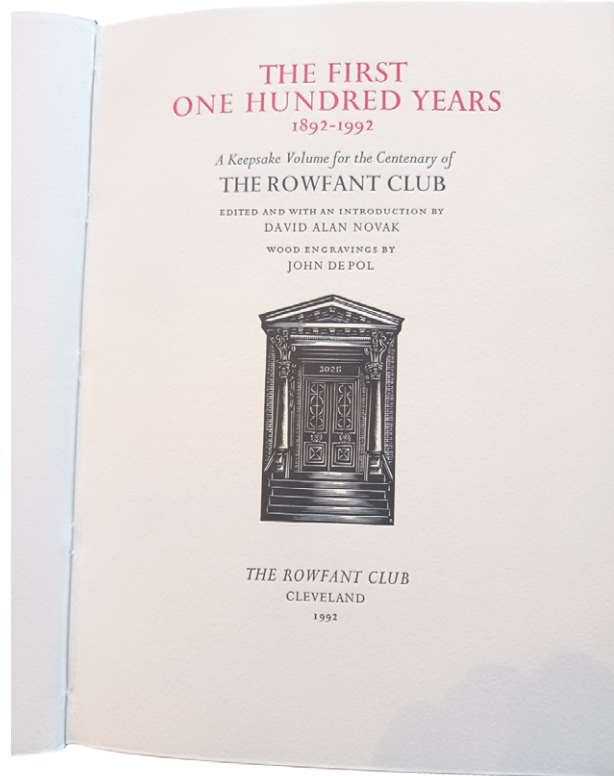 THE FIRST
ONE HUNDRED YEARS
1892-1992
A Keepsake Volume for the Centenary of
THE ROWFANT CLUB
EDITED AND WITH AN INTRODUCTION BY
DAVID ALAN NOVAK
WOOD ENGRAVINGS BY
JOHN DE POL
3028
THE ROWFANT CLUB
CLEVELAND
1992